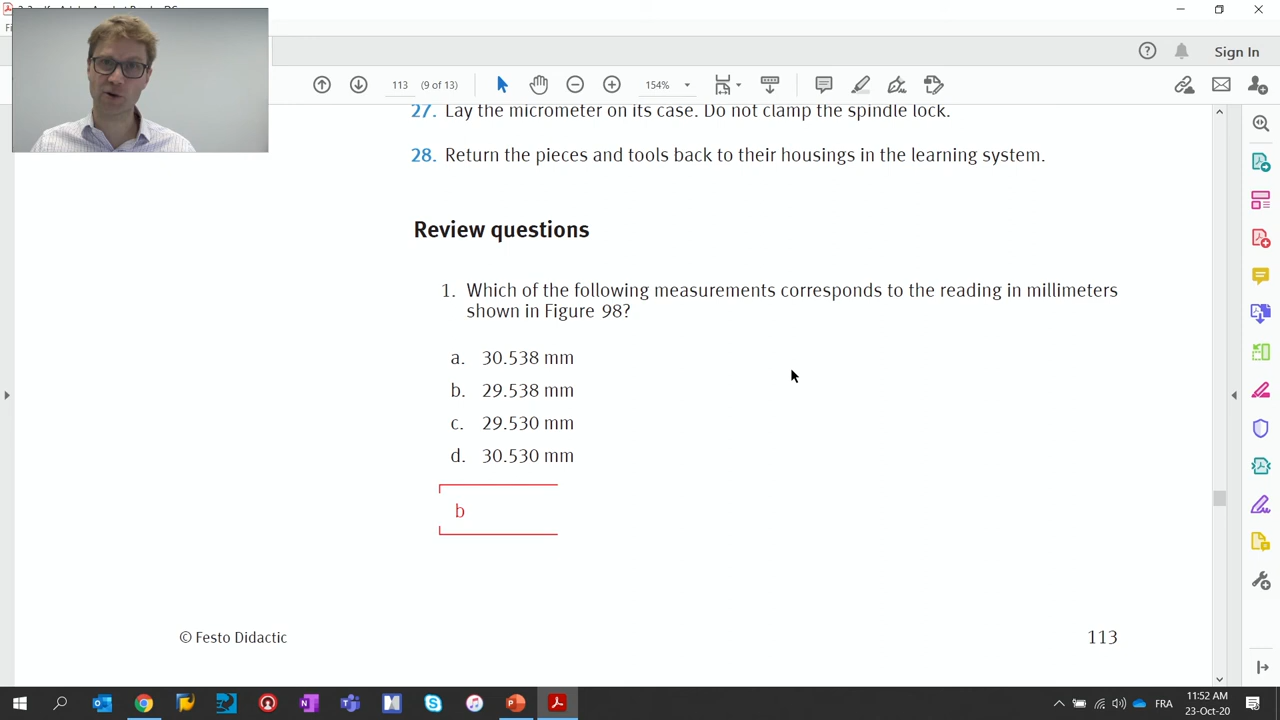 Sign In
113
(9 of 13)
154%
27. Lay the micrometer on its case. Do not clamp the spindle lock.
28. Return the pieces and tools back to their housings in the learning system.
Review questions
1. Which of the following measurements corresponds to the reading in millimeters
shown in Figure 98?
a. 30.538 mm
b. 29.538 mm
c. 29.530 mm
d. 30.530 mm
b
© Festo Didactic
113
FRA
11:52 AM
23-Oct-20